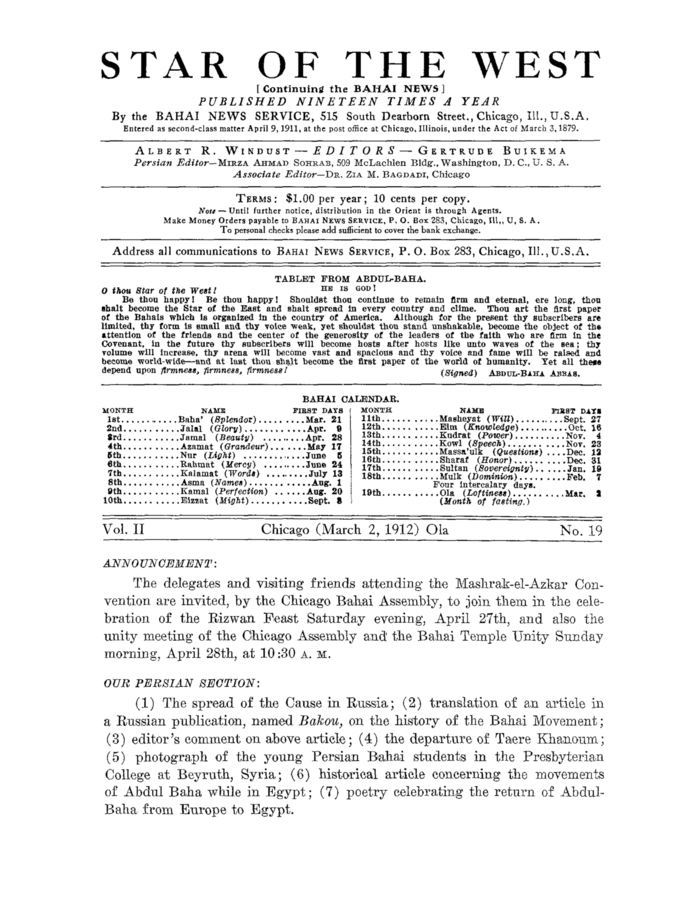 STAR OF THE WEST
[Continuing the BAHAI NEWS]
PUBLISHED NINETEEN TIMES A YEAR
By the BAHAI NEWS SERVICE, 515 South Dearborn Street., Chicago, Ill., U.S.A.
Entered as second-class matter April 9, 1911, at the post office at Chicago, Illinois, under the Act of March 3, 1879.
ALBERT R. WINDUST — EDITORS — GERTRUDE BUIKEMA
Persian Editor—MIRZA AHMAD SOHRAB, 509 McLachlen Bldg., Washington, D. C., U. S. A.
Associate Editor—DR. ZIA M. BAGDADI, Chicago
TERMS: $1.00 per year; 10 cents per copy.
Note — Until further notice, distribution in the Orient is through Agents.
Make Money Orders payable to BAHAI NEWS SERVICE, P. O. Box 283, Chicago, Ill., U. S. A.
To personal checks please add sufficient to cover the bank exchange.
Address all communications to BAHAI NEWS SERVICE, P. O. Box 283, Chicago, Ill., U.S.A.
TABLET FROM ABDUL-BAHA.
HE IS GOD!
O thou Star of the West!
Be thou happy! Be thou happy! Shouldst thou continue to remain firm and eternal, ere long, thou
shalt become the Star of the East and shalt spread in every country and clime. Thou art the first paper
of the Bahais which is organized in the country of America. Although for the present thy subscribers are
limited, thy form is small and thy voice weak, yet shouldst thou stand unshakable, become the object of the
attention of the friends and the center of the generosity of the leaders of the faith who are firm in the
Covenant, in the future thy subscribers will become hosts after hosts like unto waves of the sea; thy
volume will increase, thy arena will become vast and spacious and thy voice and fame will be raised and
become world-wide—and at last thou shalt become the first paper of the world of humanity. Yet all these
depend upon firmness, firmness, firmness!
(Signed) ABDUL-BAHA ABBAS.
BAHAI CALENDAR.
MONTH NAME FIRST DAYS
1st...........Baha' (Splendor).........Mar. 21
2nd...........Jalal (Glory)............Apr. 9
3rd...........Jamal (Beauty) .........Apr. 28
4th...........Azamat (Grandeur).......May 17
5th...........Nur (Light) ............June 5
6th...........Rahmat (Mercy) .........June 24
7th...........Kalamat (Words) ........July 13
8th...........Asma (Names)...........Aug. 1
9th...........Kamal (Perfection) ......Aug. 20
10th..........Eizzat (Might)...........Sept. 8
MONTH NAME FIRST DAYS
11th..........Masheyat (Will)..........Sept. 27
12th..........Elm (Knowledge).........Oct. 16
13th..........Kudrat (Power)..........Nov. 4
14th..........Kowl (Speech)...........Nov. 23
15th..........Massa'ulk (Questions) ....Dec. 12
16th..........Sharaf (Honor)..........Dec. 31
17th..........Sultan (Sovereignty)......Jan. 19
18th..........Mulk (Dominion).........Feb. 7
Four intercalary days.
19th..........Ola (Loftiness)..........Mar. 2
(Month of fasting.)
Vol. II Chicago (March 2, 1912) Ola No. 19
ANNOUNCEMENT:
The delegates and visiting friends attending the Mashrak-el-Azkar Con-
vention are invited, by the Chicago Bahai Assembly, to join them in the cele-
bration of the Rizwan Feast Saturday evening, April 27th, and also the
unity meeting of the Chicago Assembly and the Bahai Temple Unity Sunday
morning, April 28th, at 10:30 A. M.
OUR PERSIAN SECTION:
(1) The spread of the Cause in Russia; (2) translation of an article in
a Russian publication, named Bakou, on the history of the Bahai Movement;
(3) editor's comment on above article; (4) the departure of Taere Khanoum;
(5) photograph of the young Persian Bahai students in the Presbyterian
College at Beyruth, Syria; (6) historical article concerning the movements
of Abdul Baha while in Egypt; (7) poetry celebrating the return of Abdul-
Baha from Europe to Egypt.